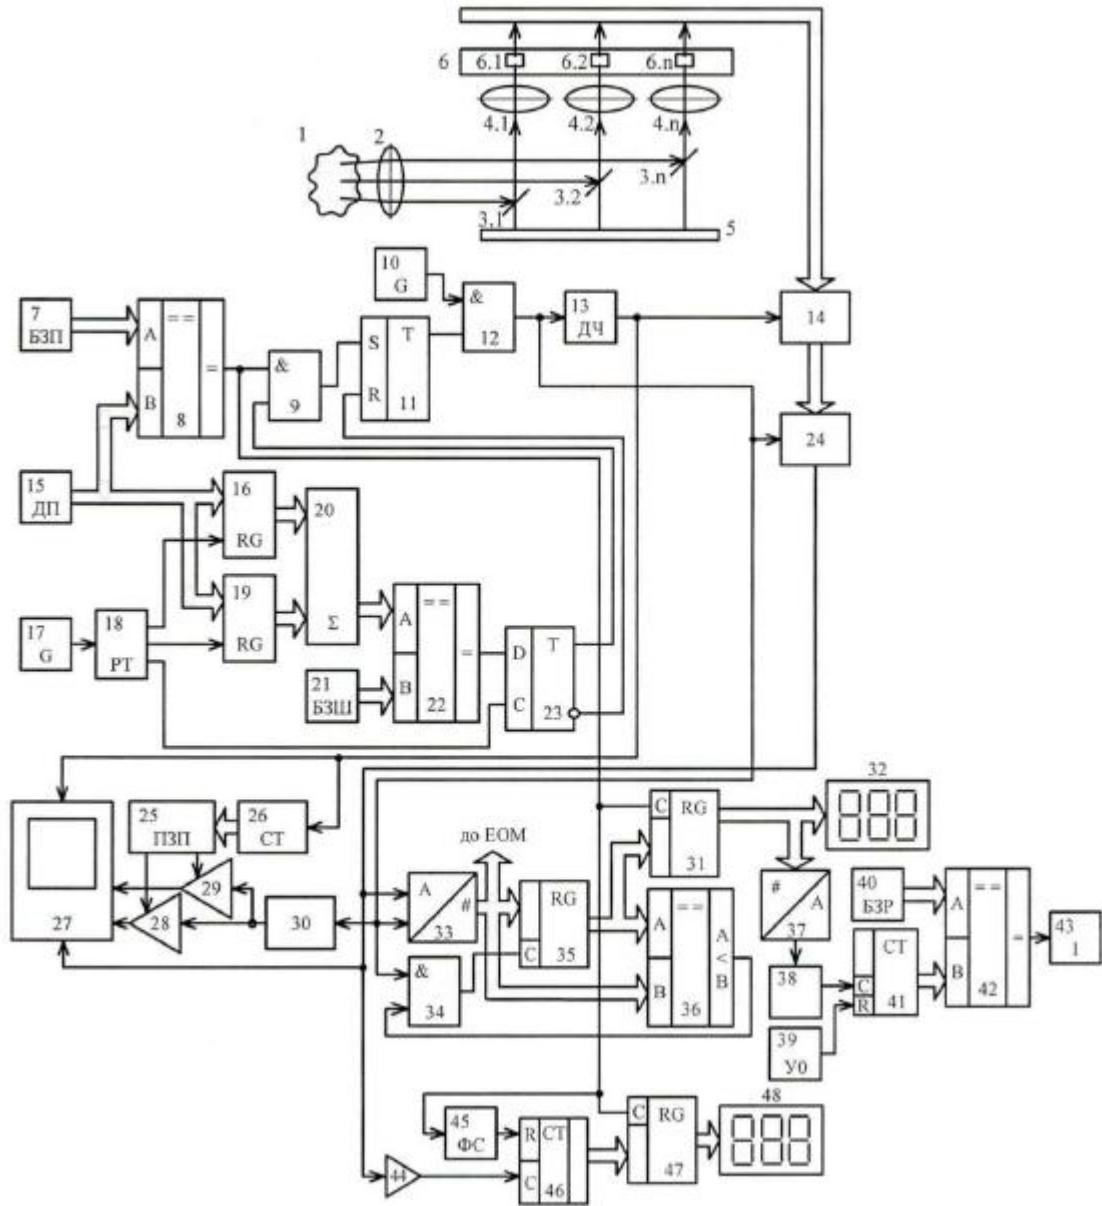 6 6.1 6.2 6.n
4.1 4.2 4.n
1 2
3.1 3.2 3.n
5
10
G
&
12
13
ДЧ
14
7
БЗП
A
B
==
=
8
&
9
S
R
T
11
24
15
ДП
16
RG
20
Σ
19
RG
17
G
18
РТ
21
БЗШ
A
B
==
=
22
D
C
T
23
32
25
ПЗП
26
СТ
до ЕОМ
C
RG
31
27
29
28
30
A
#
33
RG
C
35
A
B
==
A
<
B
36
#
A
37
40
БЗР
A
B
==
=
42
43
1
&
34
38
C
R
СТ
41
39
У0
48
45
ФС
44
R
C
СТ
46
C
RG
47